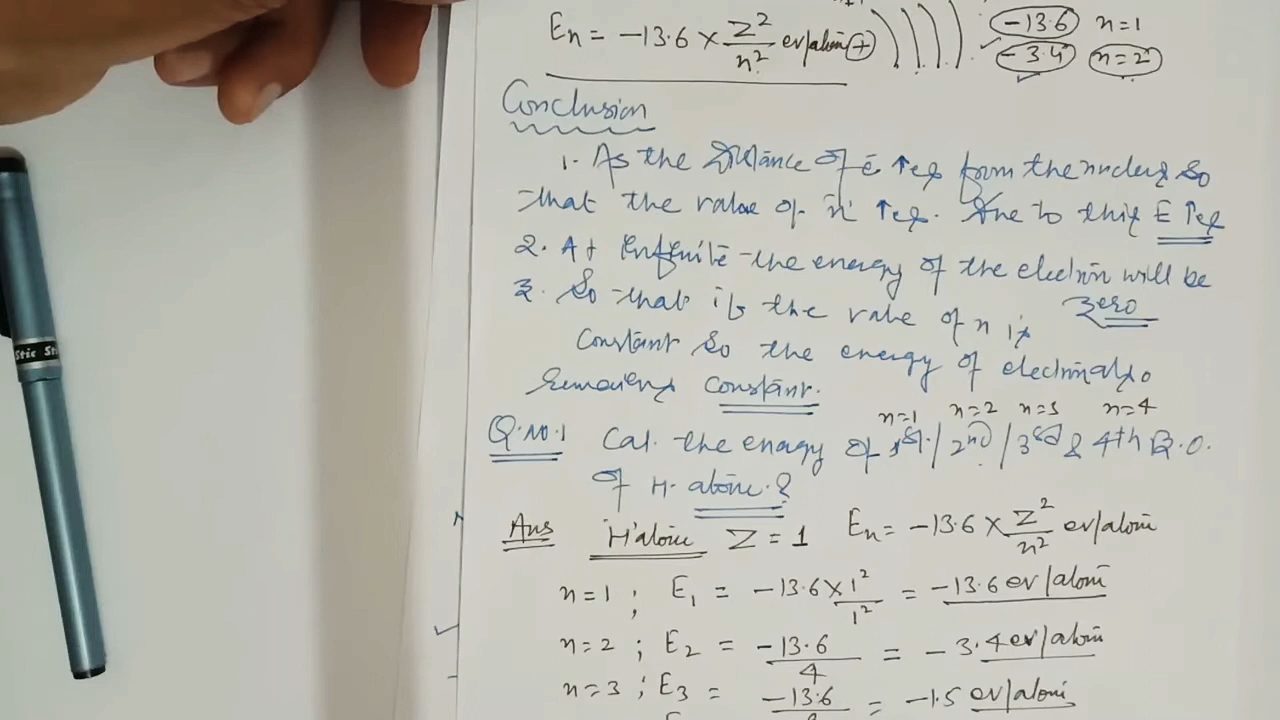 En = -13.6 × Z²/n² ev/atom (+) -13.6 n=1
-3.4 n=2
Conclusion
1. As the Distance of e⁻ ↑es from the nucleus so
that the value of 'n' ↑es. Due to this E ↑es
2. At Infinite the energy of the electron will be
zero
3. So that if the value of n is
Constant so the energy of electron also
remains constant.
n=1 n=2 n=3 n=4
Q.No.1 Cal. the energy of 1st / 2nd / 3rd & 4th B.O.
of H-atom?
Ans H'atom Z = 1 En = -13.6 × Z²/n² ev/atom
n=1 ; E₁ = -13.6 × 1²/1² = -13.6 ev/atom
n=2 ; E₂ = -13.6/4 = -3.4 ev/atom
n=3 ; E₃ = -13.6 = -1.5 ev/atom
Stic Sti